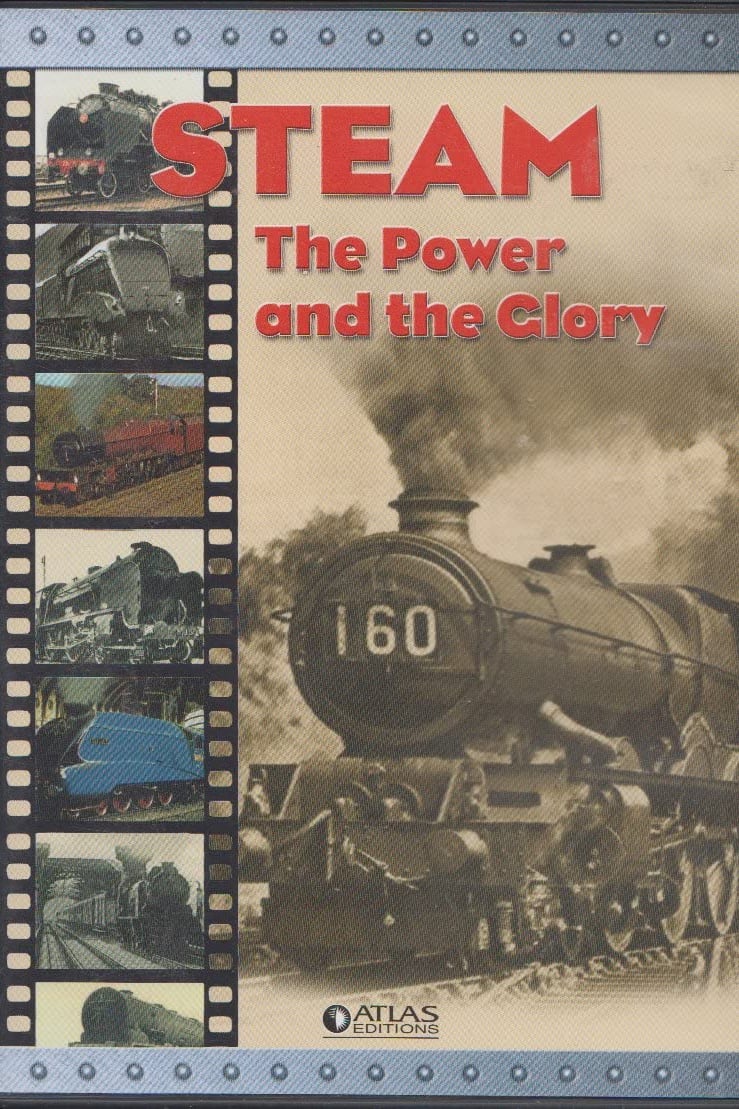 STEAM
The Power
and the Glory
160
ATLAS
EDITIONS